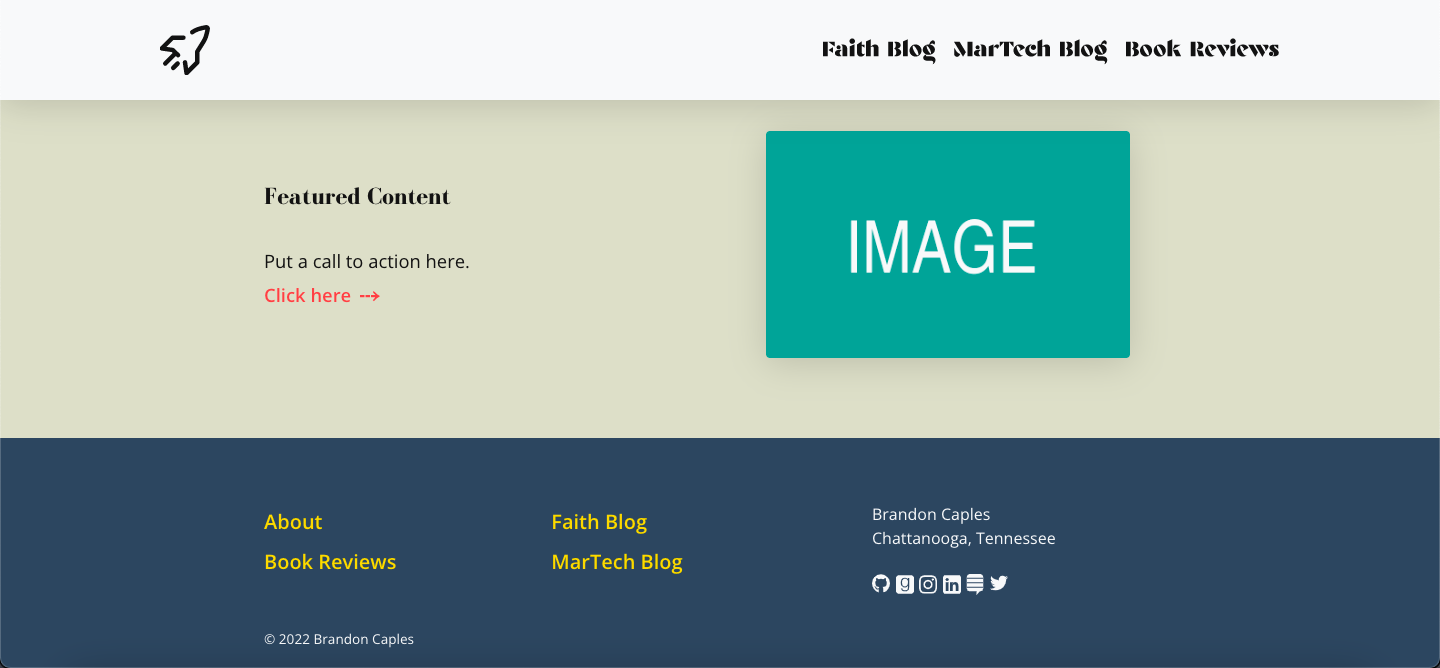 Faith Blog MarTech Blog Book Reviews
Featured Content
Put a call to action here.
Click here
IMAGE
About
Book Reviews
Faith Blog
MarTech Blog
Brandon Caples
Chattanooga, Tennessee
© 2022 Brandon Caples